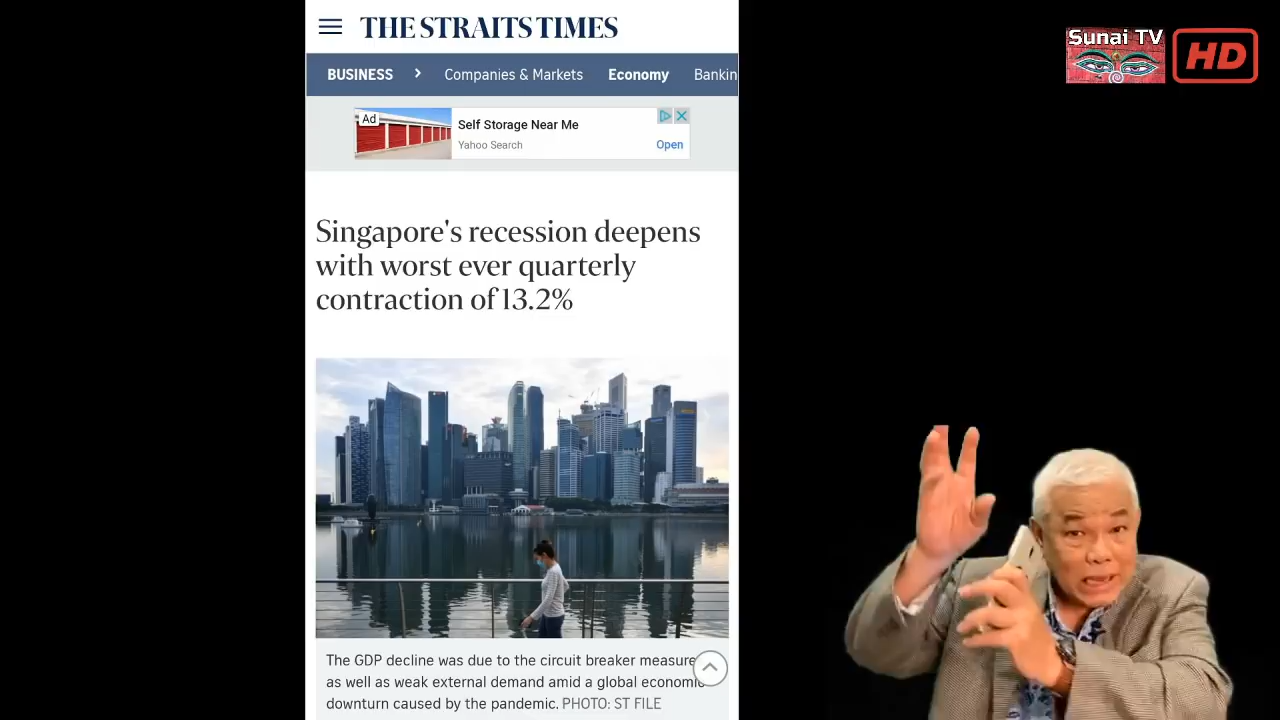 THE STRAITS TIMES
Sunai TV
HD
BUSINESS
Companies & Markets
Economy
Bankin
Ad
Self Storage Near Me
Yahoo Search
Open
Singapore's recession deepens
with worst ever quarterly
contraction of 13.2%
The GDP decline was due to the circuit breaker measure
as well as weak external demand amid a global economic
downturn caused by the pandemic. PHOTO: ST FILE